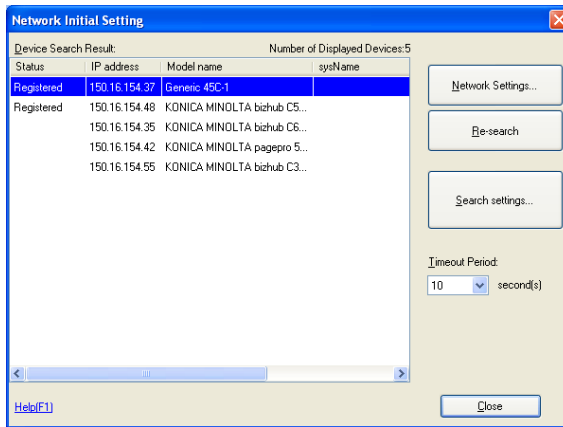 Network Initial Setting
Device Search Result: Number of Displayed Devices:5
Status IP address Model name sysName
Registered 150.16.154.37 Generic 45C-1
Registered 150.16.154.48 KONICA MINOLTA bizhub C5...
150.16.154.35 KONICA MINOLTA bizhub C6...
150.16.154.42 KONICA MINOLTA pagepro 5...
150.16.154.55 KONICA MINOLTA bizhub C3...
Network Settings...
Re-search
Search settings...
Timeout Period:
10 second(s)
Help(F1)
Close